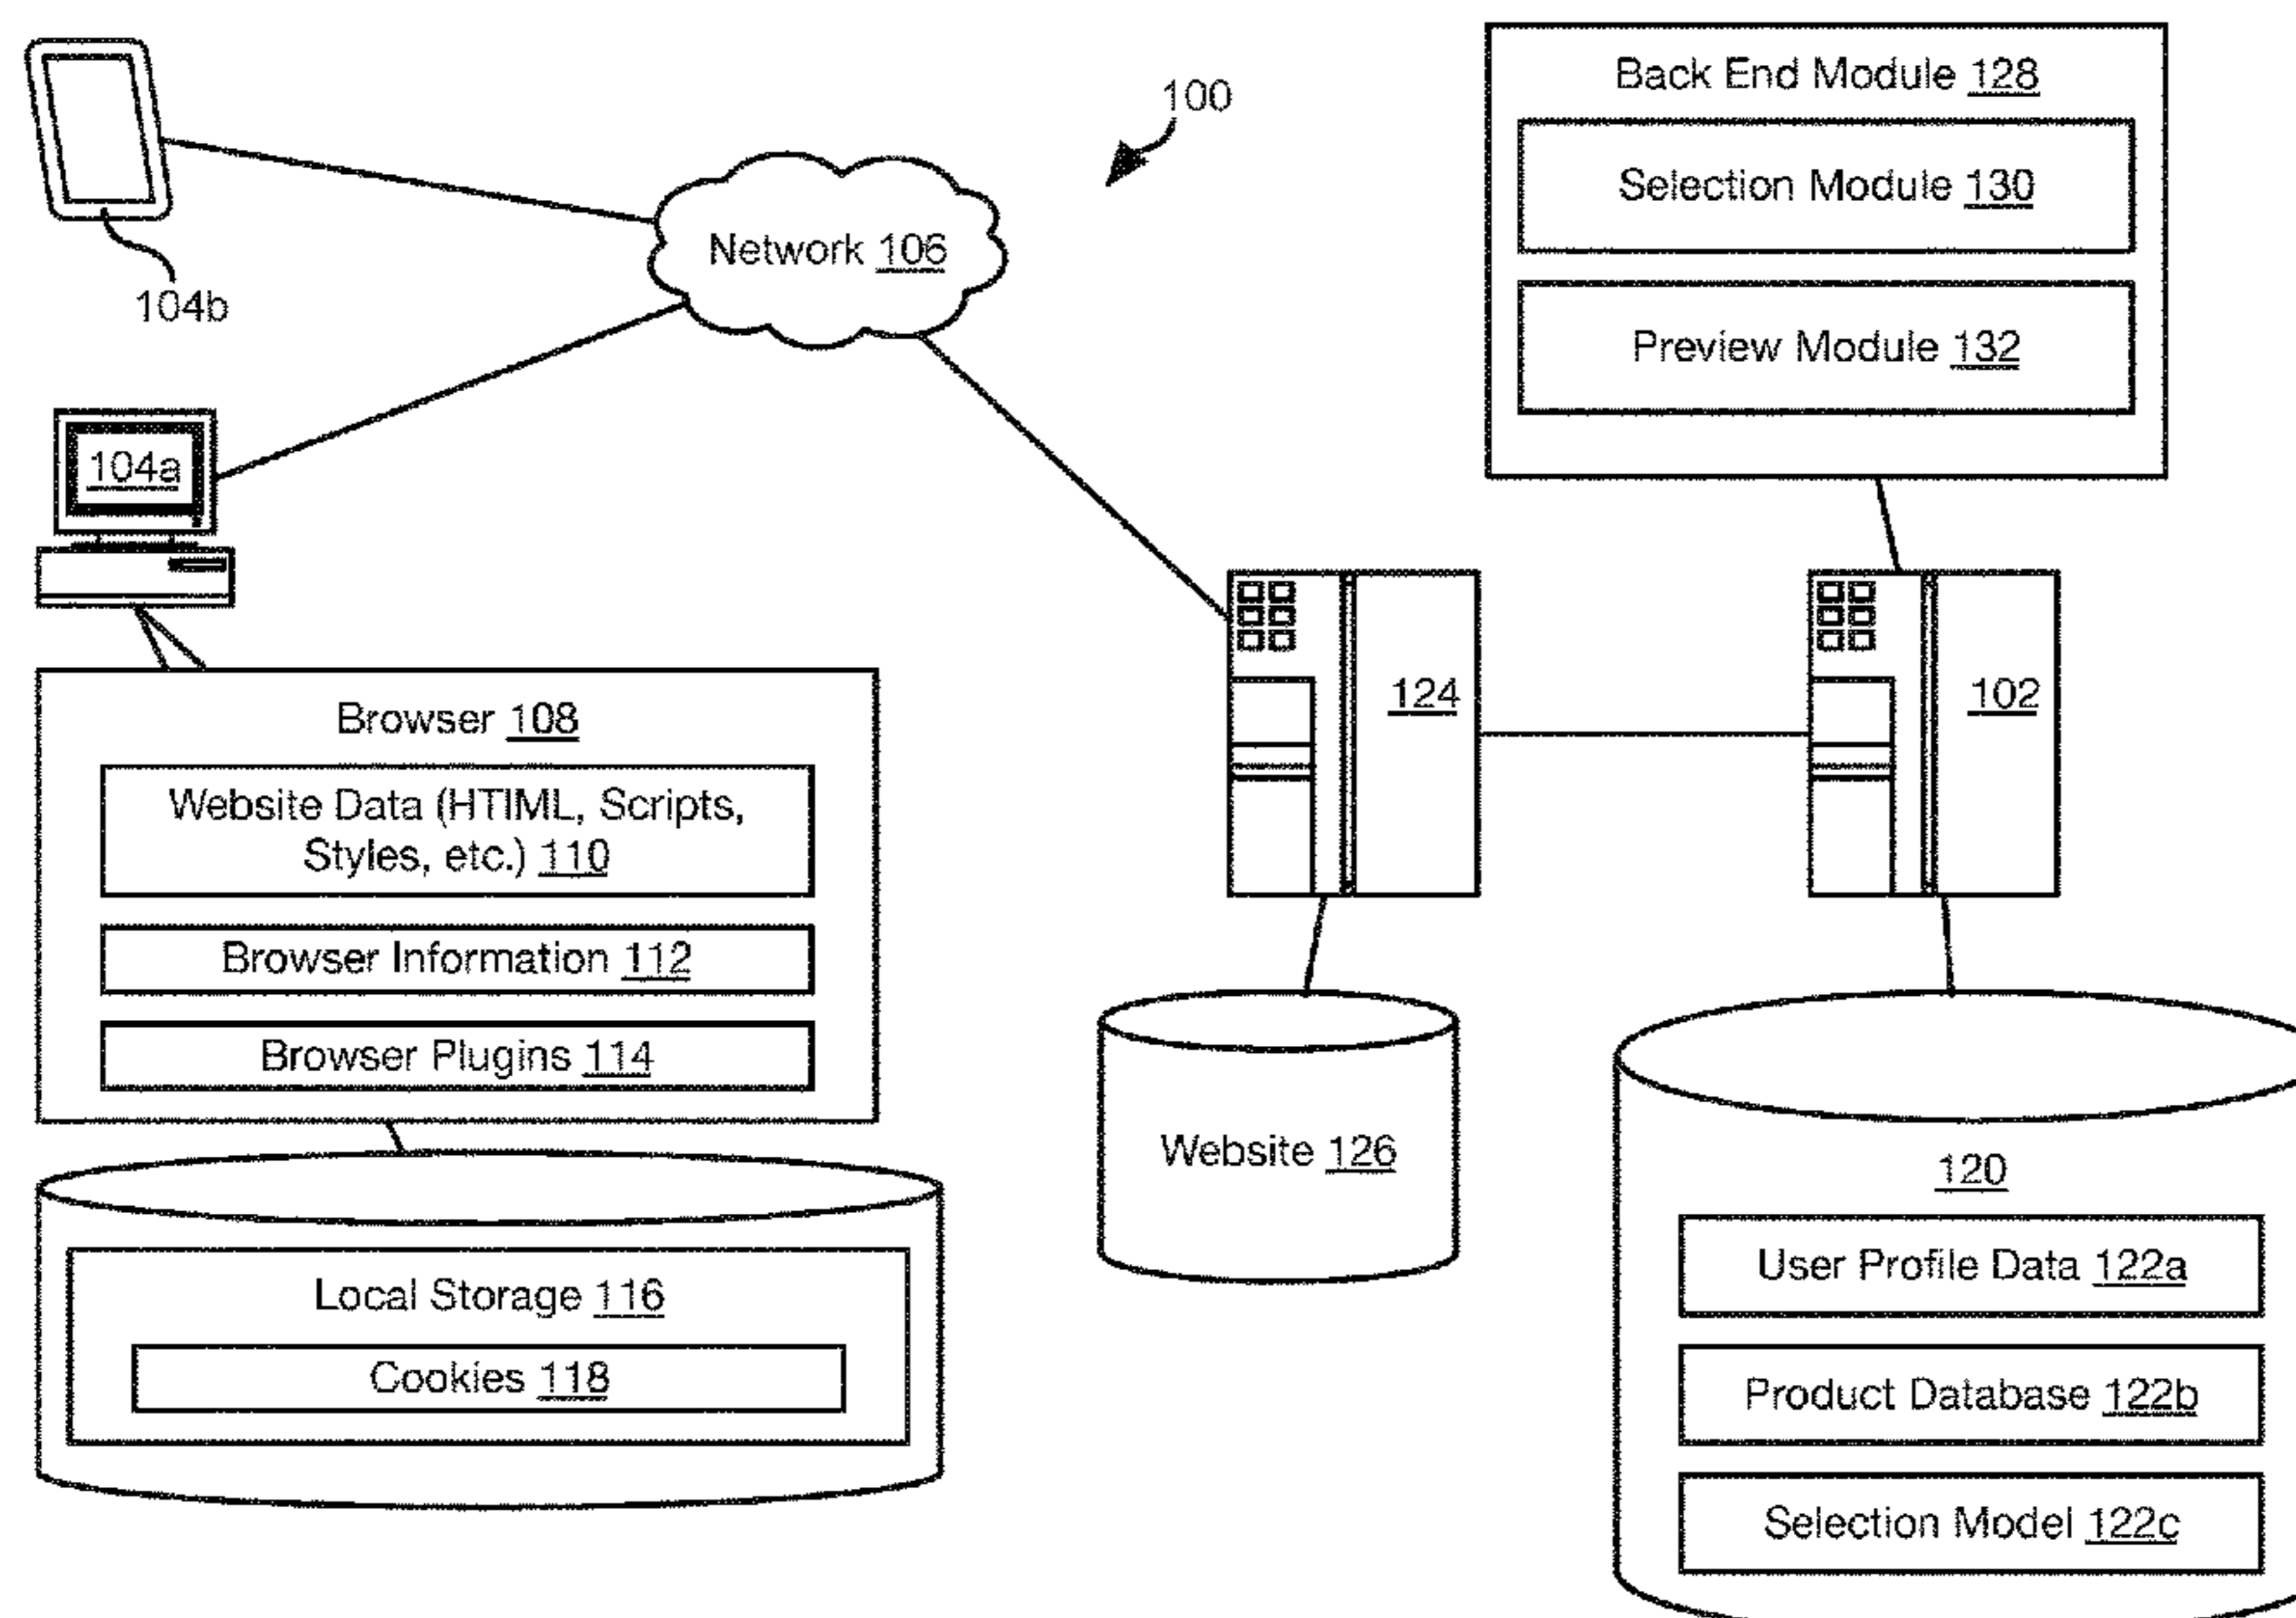 100
104b
Network 106
Back End Module 128
Selection Module 130
Preview Module 132
104a
Browser 108
Website Data (HTIML, Scripts,
Styles, etc.) 110
Browser Information 112
Browser Plugins 114
Local Storage 116
Cookies 118
124
102
Website 126
120
User Profile Data 122a
Product Database 122b
Selection Model 122c